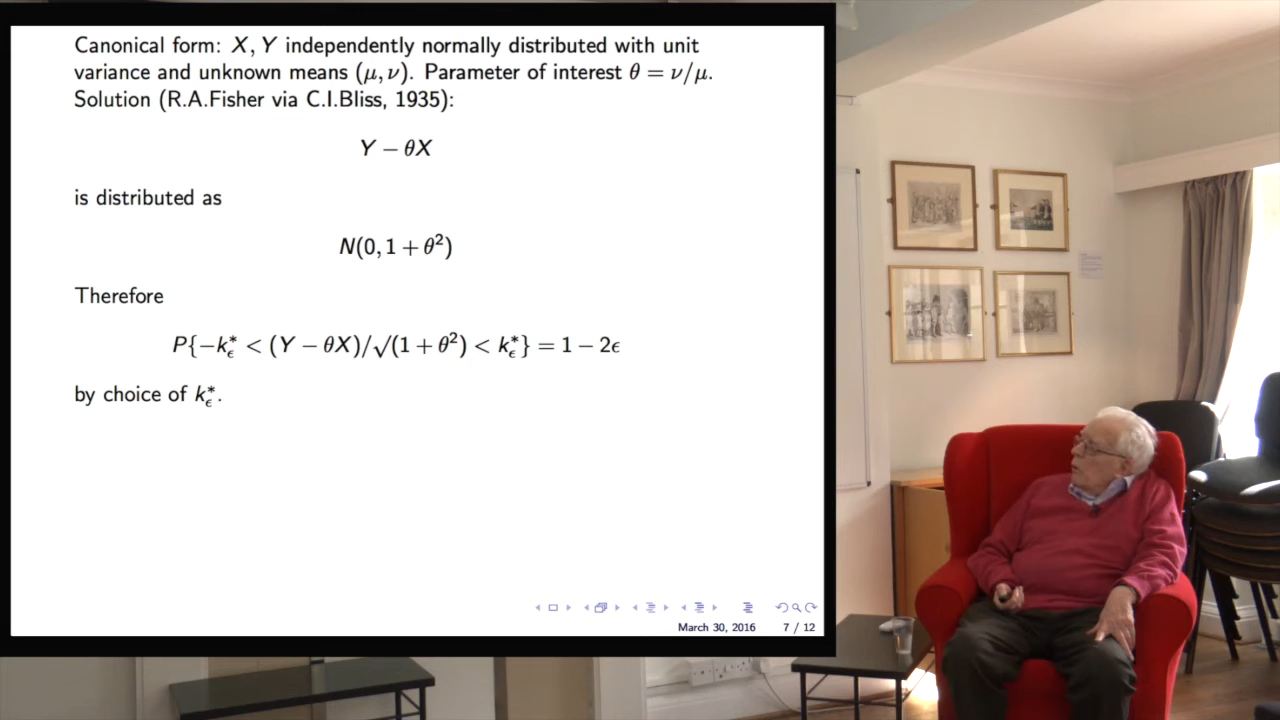 Canonical form: X, Y independently normally distributed with unit
variance and unknown means (μ, ν). Parameter of interest θ = ν/μ.
Solution (R.A.Fisher via C.I.Bliss, 1935):
Y − θX
is distributed as
N(0, 1 + θ²)
Therefore
P{−k*_ϵ < (Y − θX)/√(1 + θ²) < k*_ϵ} = 1 − 2ϵ
by choice of k*_ϵ.
March 30, 2016 7 / 12